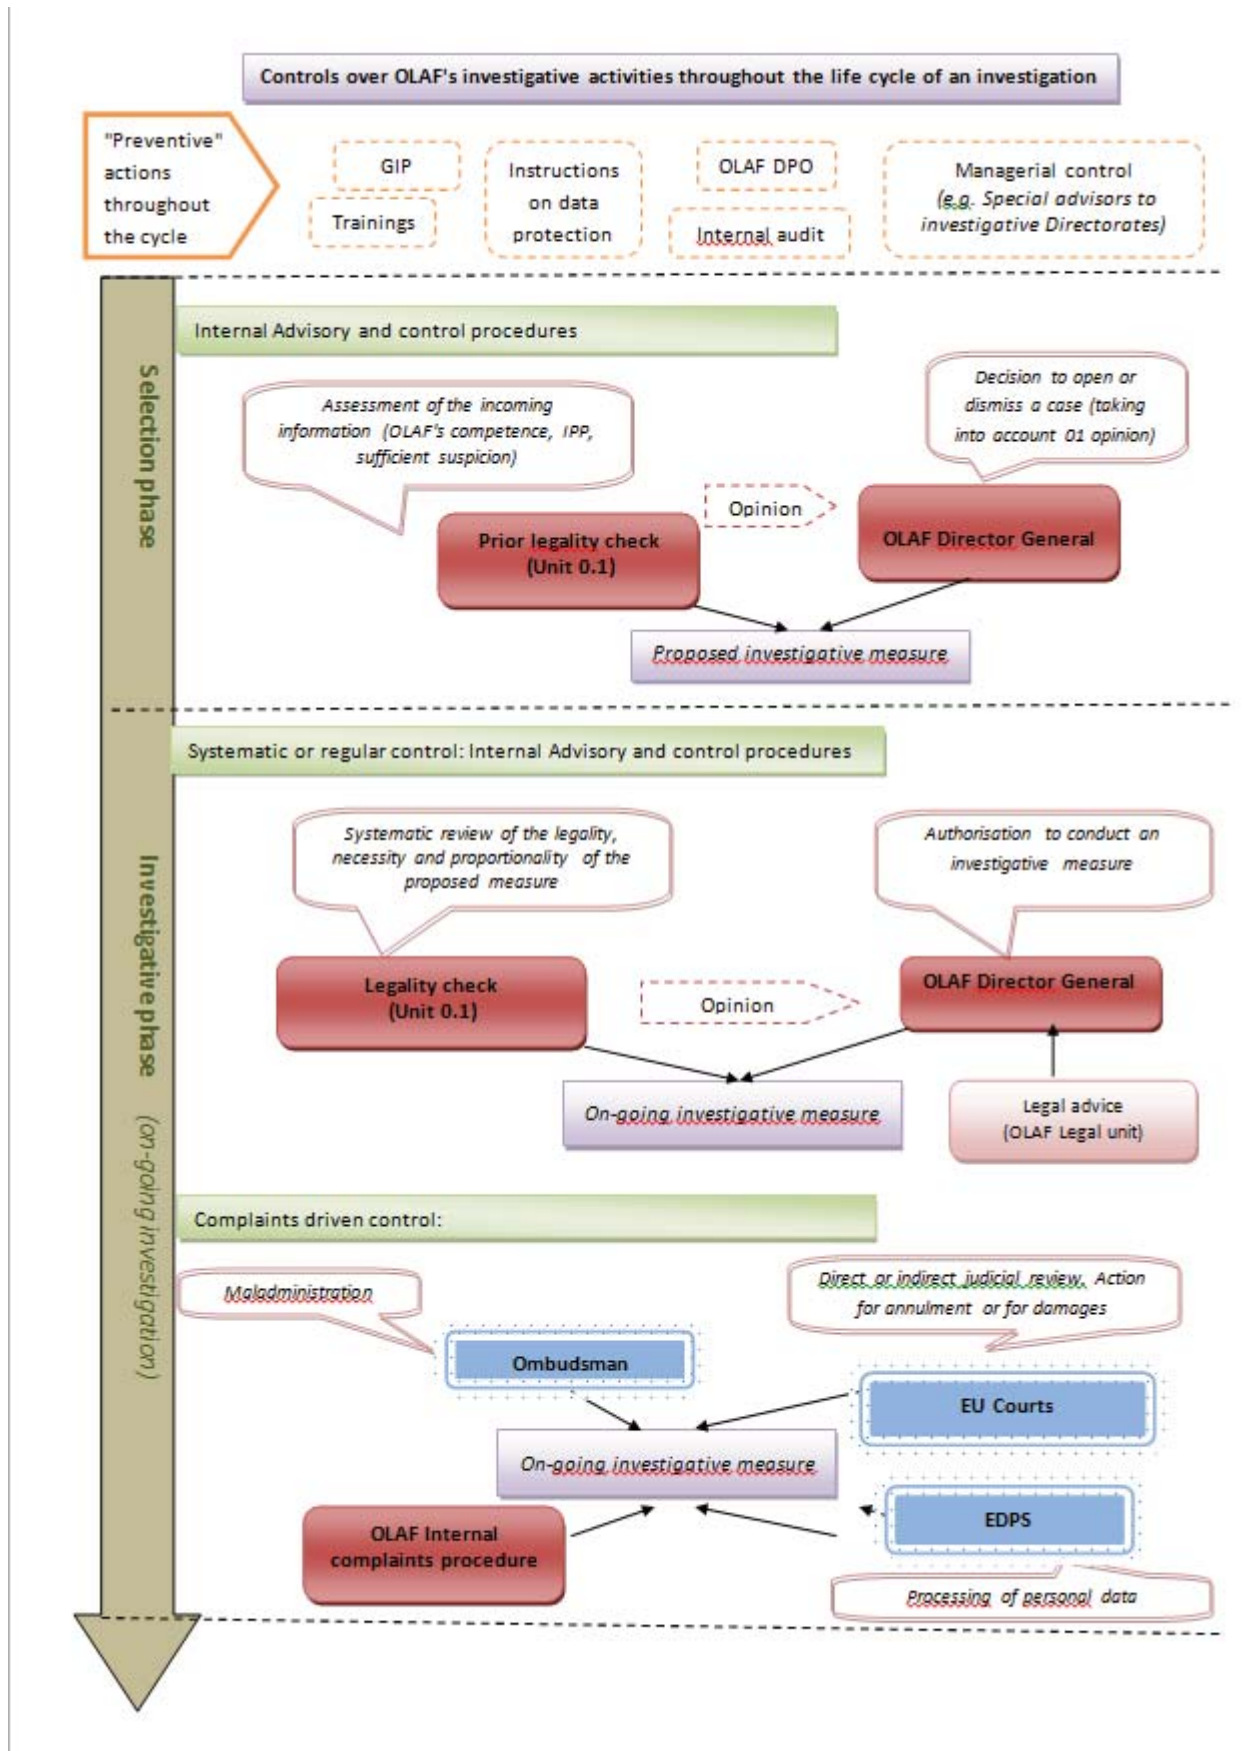 Controls over OLAF's investigative activities throughout the life cycle of an investigation
"Preventive"
actions
throughout
the cycle
GIP
Trainings
Instructions
on data
protection
OLAF DPO
Internal audit
Managerial control
(e.g. Special advisors to
investigative Directorates)
Selection phase
Internal Advisory and control procedures
Assessment of the incoming
information (OLAF's competence, IPP,
sufficient suspicion)
Decision to open or
dismiss a case (taking
into account 01 opinion)
Prior legality check
(Unit 0.1)
Opinion
OLAF Director General
Proposed investigative measure
Investigative phase (on-going investigation)
Systematic or regular control: Internal Advisory and control procedures
Systematic review of the legality,
necessity and proportionality of the
proposed measure
Authorisation to conduct an
investigative measure
Legality check
(Unit 0.1)
Opinion
OLAF Director General
On-going investigative measure
Legal advice
(OLAF Legal unit)
Complaints driven control:
Maladministration
Direct or indirect judicial review, Action
for annulment or for damages
Ombudsman
EU Courts
On-going investigative measure
OLAF Internal
complaints procedure
EDPS
Processing of personal data